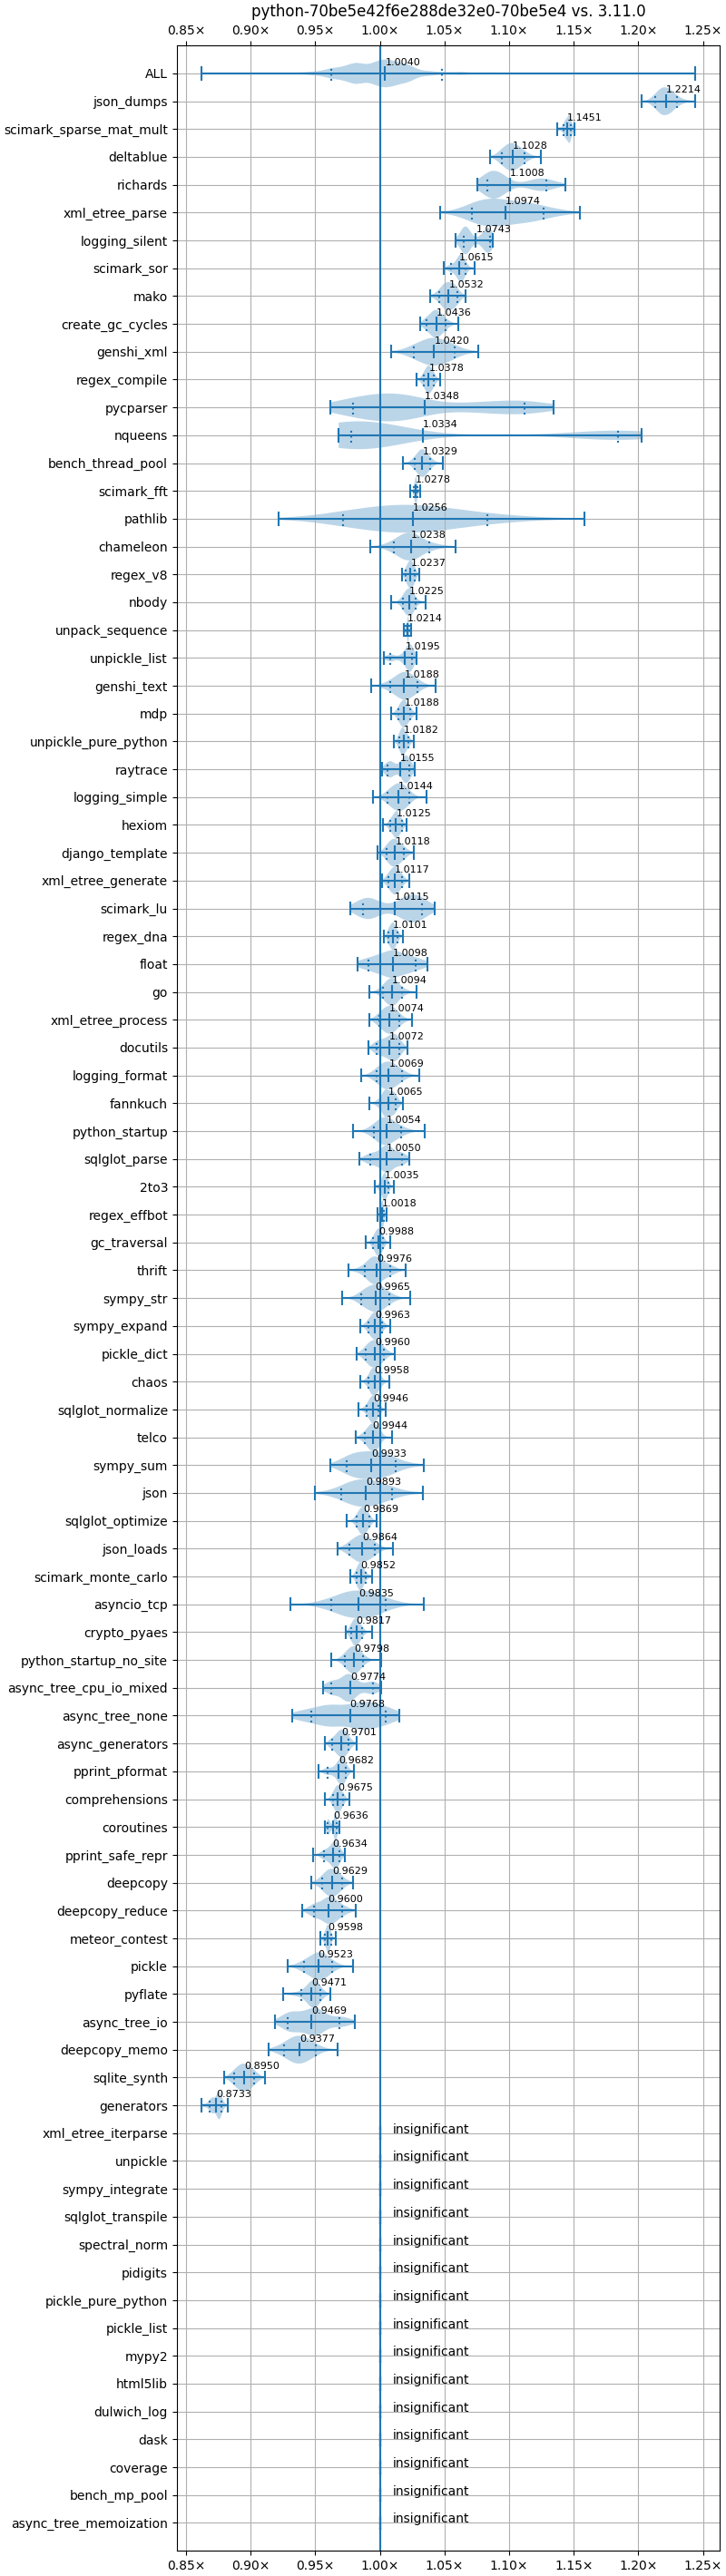 python-70be5e42f6e288de32e0-70be5e4 vs. 3.11.0
0.85× 0.90× 0.95× 1.00× 1.05× 1.10× 1.15× 1.20× 1.25×
ALL 1.0040
json_dumps 1.2214
scimark_sparse_mat_mult 1.1451
deltablue 1.1028
richards 1.1008
xml_etree_parse 1.0974
logging_silent 1.0743
scimark_sor 1.0615
mako 1.0532
create_gc_cycles 1.0436
genshi_xml 1.0420
regex_compile 1.0378
pycparser 1.0348
nqueens 1.0334
bench_thread_pool 1.0329
scimark_fft 1.0278
pathlib 1.0256
chameleon 1.0238
regex_v8 1.0237
nbody 1.0225
unpack_sequence 1.0214
unpickle_list 1.0195
genshi_text 1.0188
mdp 1.0188
unpickle_pure_python 1.0182
raytrace 1.0155
logging_simple 1.0144
hexiom 1.0125
django_template 1.0118
xml_etree_generate 1.0117
scimark_lu 1.0115
regex_dna 1.0101
float 1.0098
go 1.0094
xml_etree_process 1.0074
docutils 1.0072
logging_format 1.0069
fannkuch 1.0065
python_startup 1.0054
sqlglot_parse 1.0050
2to3 1.0035
regex_effbot 1.0018
gc_traversal 0.9988
thrift 0.9976
sympy_str 0.9965
sympy_expand 0.9963
pickle_dict 0.9960
chaos 0.9958
sqlglot_normalize 0.9946
telco 0.9944
sympy_sum 0.9933
json 0.9893
sqlglot_optimize 0.9869
json_loads 0.9864
scimark_monte_carlo 0.9852
asyncio_tcp 0.9835
crypto_pyaes 0.9817
python_startup_no_site 0.9798
async_tree_cpu_io_mixed 0.9774
async_tree_none 0.9768
async_generators 0.9701
pprint_pformat 0.9682
comprehensions 0.9675
coroutines 0.9636
pprint_safe_repr 0.9634
deepcopy 0.9629
deepcopy_reduce 0.9600
meteor_contest 0.9598
pickle 0.9523
pyflate 0.9471
async_tree_io 0.9469
deepcopy_memo 0.9377
sqlite_synth 0.8950
generators 0.8733
xml_etree_iterparse insignificant
unpickle insignificant
sympy_integrate insignificant
sqlglot_transpile insignificant
spectral_norm insignificant
pidigits insignificant
pickle_pure_python insignificant
pickle_list insignificant
mypy2 insignificant
html5lib insignificant
dulwich_log insignificant
dask insignificant
coverage insignificant
bench_mp_pool insignificant
async_tree_memoization insignificant
0.85× 0.90× 0.95× 1.00× 1.05× 1.10× 1.15× 1.20× 1.25×